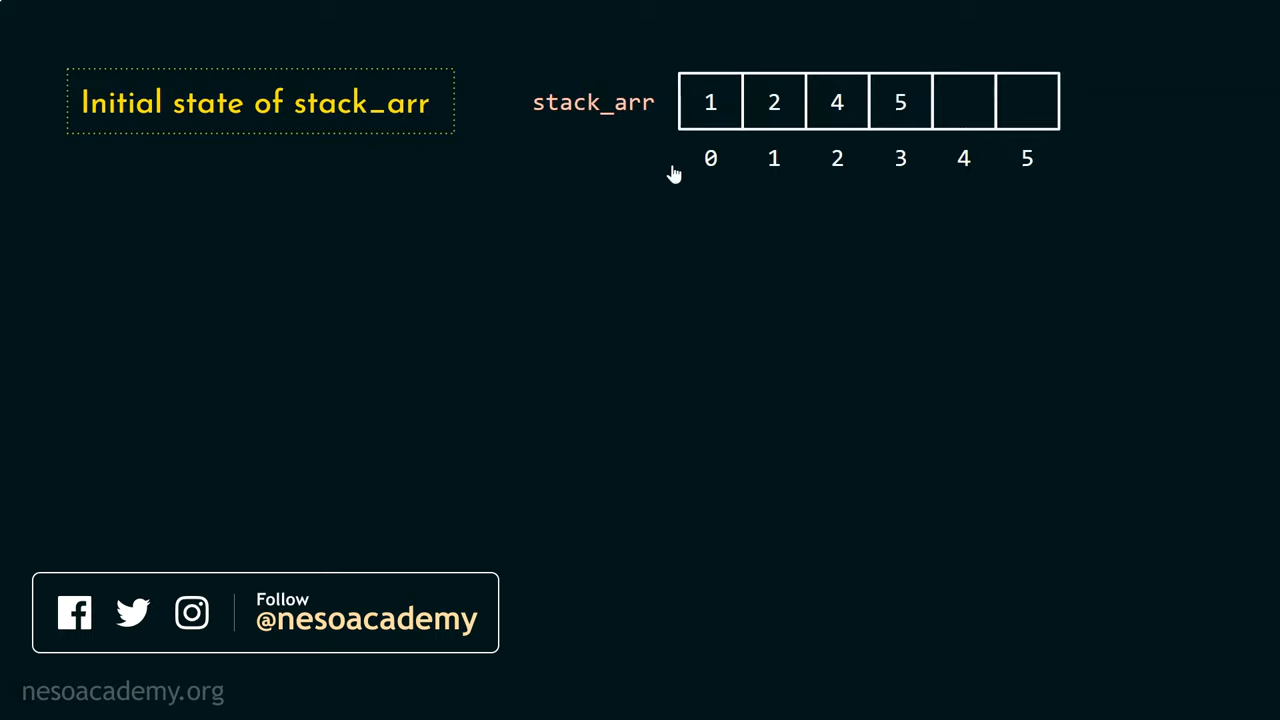 Initial state of stack_arr
stack_arr 1 2 4 5
0 1 2 3 4 5
Follow
@nesoacademy
nesoacademy.org